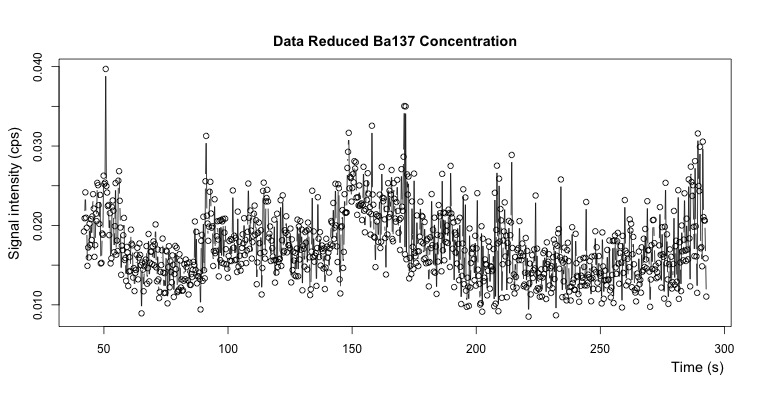 Data Reduced Ba137 Concentration
Signal intensity (cps)
0.040
0.030
0.020
0.010
50 100 150 200 250 300
Time (s)